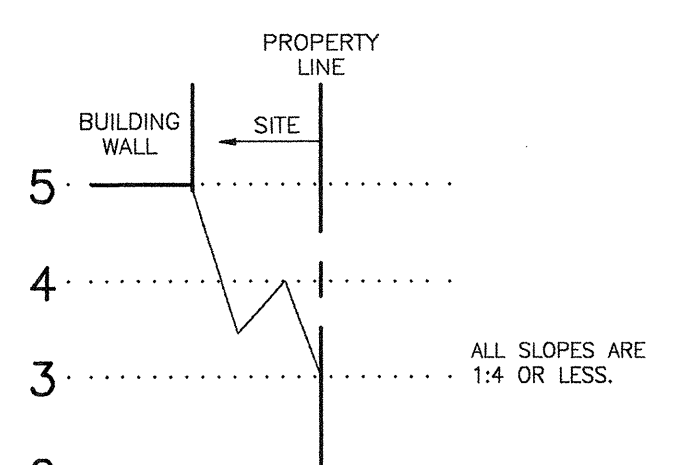 PROPERTY
LINE
BUILDING
WALL
SITE
5
4
3
ALL SLOPES ARE
1:4 OR LESS.